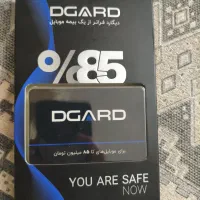 DGARD
دیگارد فراتر از یک بیمه موبایل
%85
DGARD
برای موبایل‌های تا ۸۵ میلیون تومان
YOU ARE SAFE
NOW